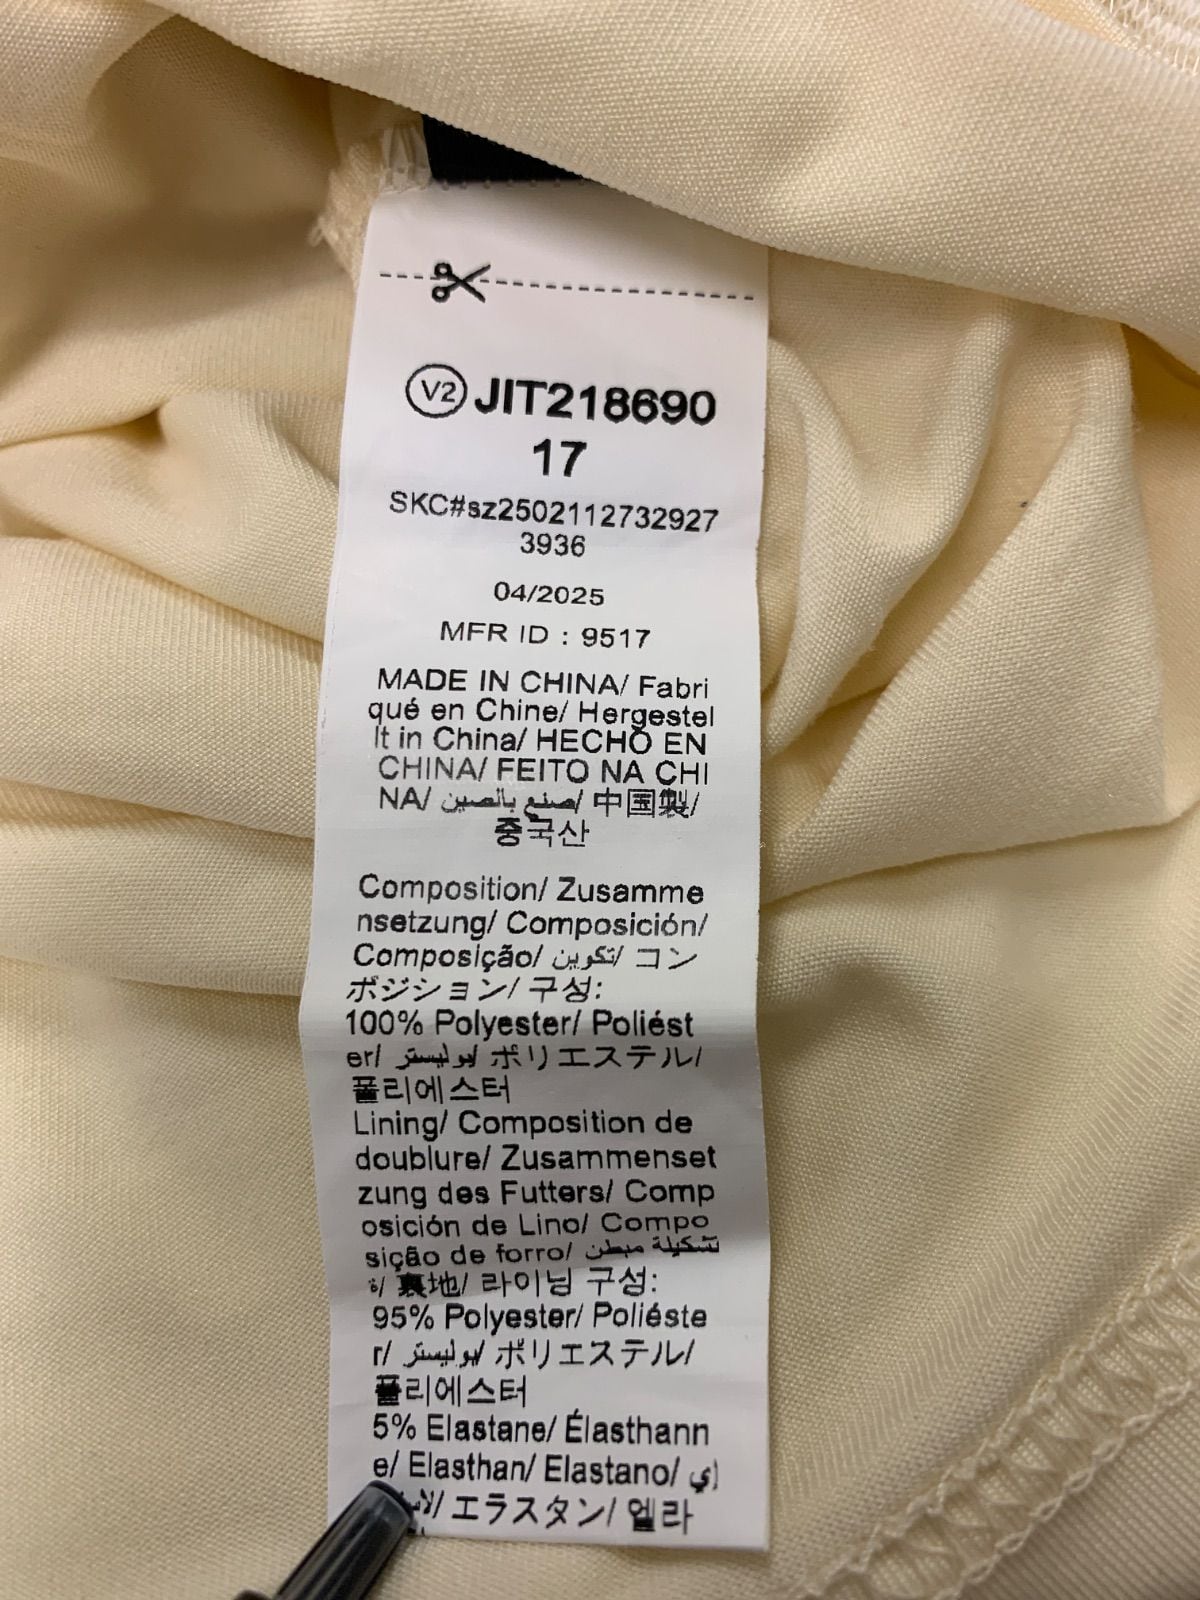 V2 JIT218690
17
SKC#sz2502112732927
3936
04/2025
MFR ID : 9517
MADE IN CHINA/ Fabri
qué en Chine/ Hergestel
lt in China/ HECHO EN
CHINA/ FEITO NA CHI
NA/ صنع بالصين/ 中国製/
중국산
Composition/ Zusamme
nsetzung/ Composición/
Composição/ تكوين/ コン
ポジション/ 구성:
100% Polyester/ Poliést
er/ بوليستر/ ポリエステル/
폴리에스터
Lining/ Composition de
doublure/ Zusammenset
zung des Futters/ Comp
osición de Lino/ Compo
sição de forro/ تشكيلة مبطن
ة/ 裏地/ 라이닝 구성:
95% Polyester/ Poliéste
r/ بوليستر/ ポリエステル/
폴리에스터
5% Elastane/ Élasthann
e/ Elasthan/ Elastano/ إي
エラスタン/ 엘라